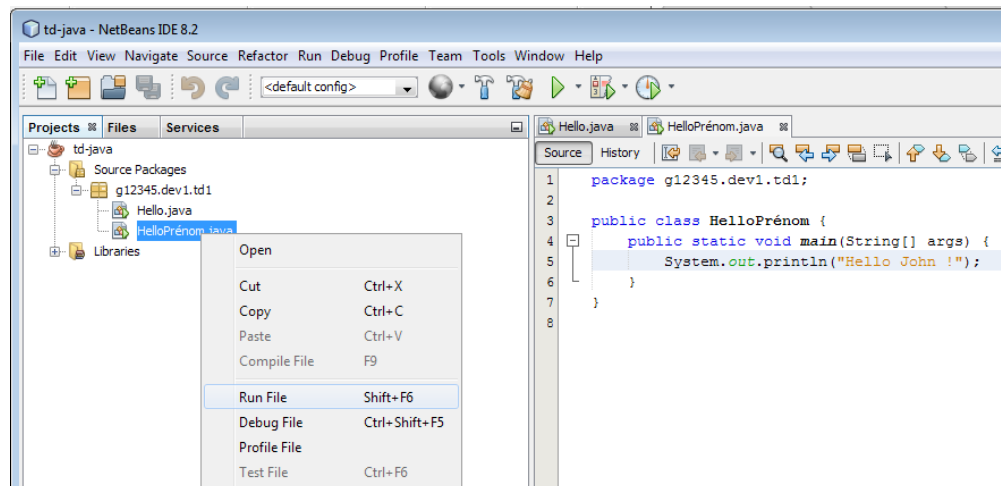 td-java - NetBeans IDE 8.2
File Edit View Navigate Source Refactor Run Debug Profile Team Tools Window Help
<default config>
Projects Files Services
td-java
Source Packages
g12345.dev1.td1
Hello.java
HelloPrénom.java
Libraries
Open
Cut Ctrl+X
Copy Ctrl+C
Paste Ctrl+V
Compile File F9
Run File Shift+F6
Debug File Ctrl+Shift+F5
Profile File
Test File Ctrl+F6
Hello.java HelloPrénom.java
Source History
1 package g12345.dev1.td1;
2
3 public class HelloPrénom {
4 public static void main(String[] args) {
5 System.out.println("Hello John !");
6 }
7 }
8